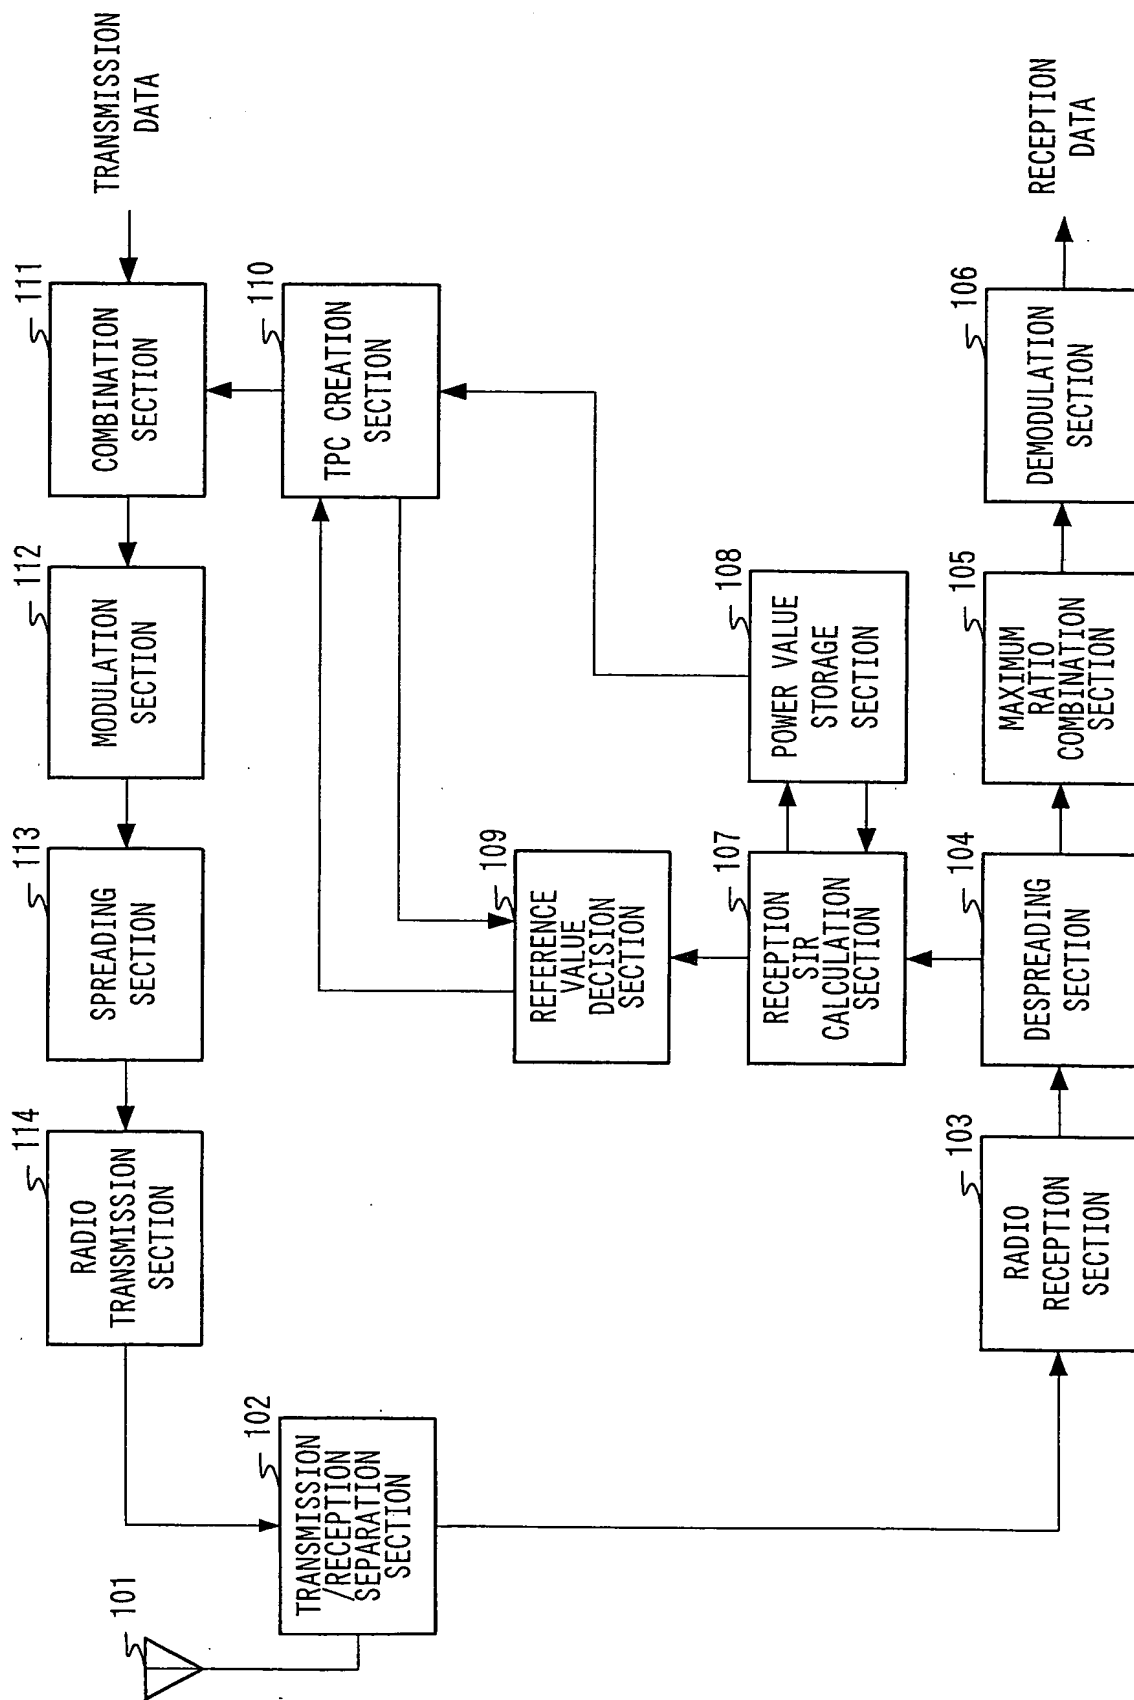 101
102
TRANSMISSION
/RECEPTION
SEPARATION
SECTION
114
RADIO
TRANSMISSION
SECTION
113
SPREADING
SECTION
112
MODULATION
SECTION
111
COMBINATION
SECTION
TRANSMISSION
DATA
110
TPC CREATION
SECTION
109
REFERENCE
VALUE
DECISION
SECTION
107
RECEPTION
SIR
CALCULATION
SECTION
108
POWER VALUE
STORAGE
SECTION
103
RADIO
RECEPTION
SECTION
104
DESPREADING
SECTION
105
MAXIMUM
RATIO
COMBINATION
SECTION
106
DEMODULATION
SECTION
RECEPTION
DATA